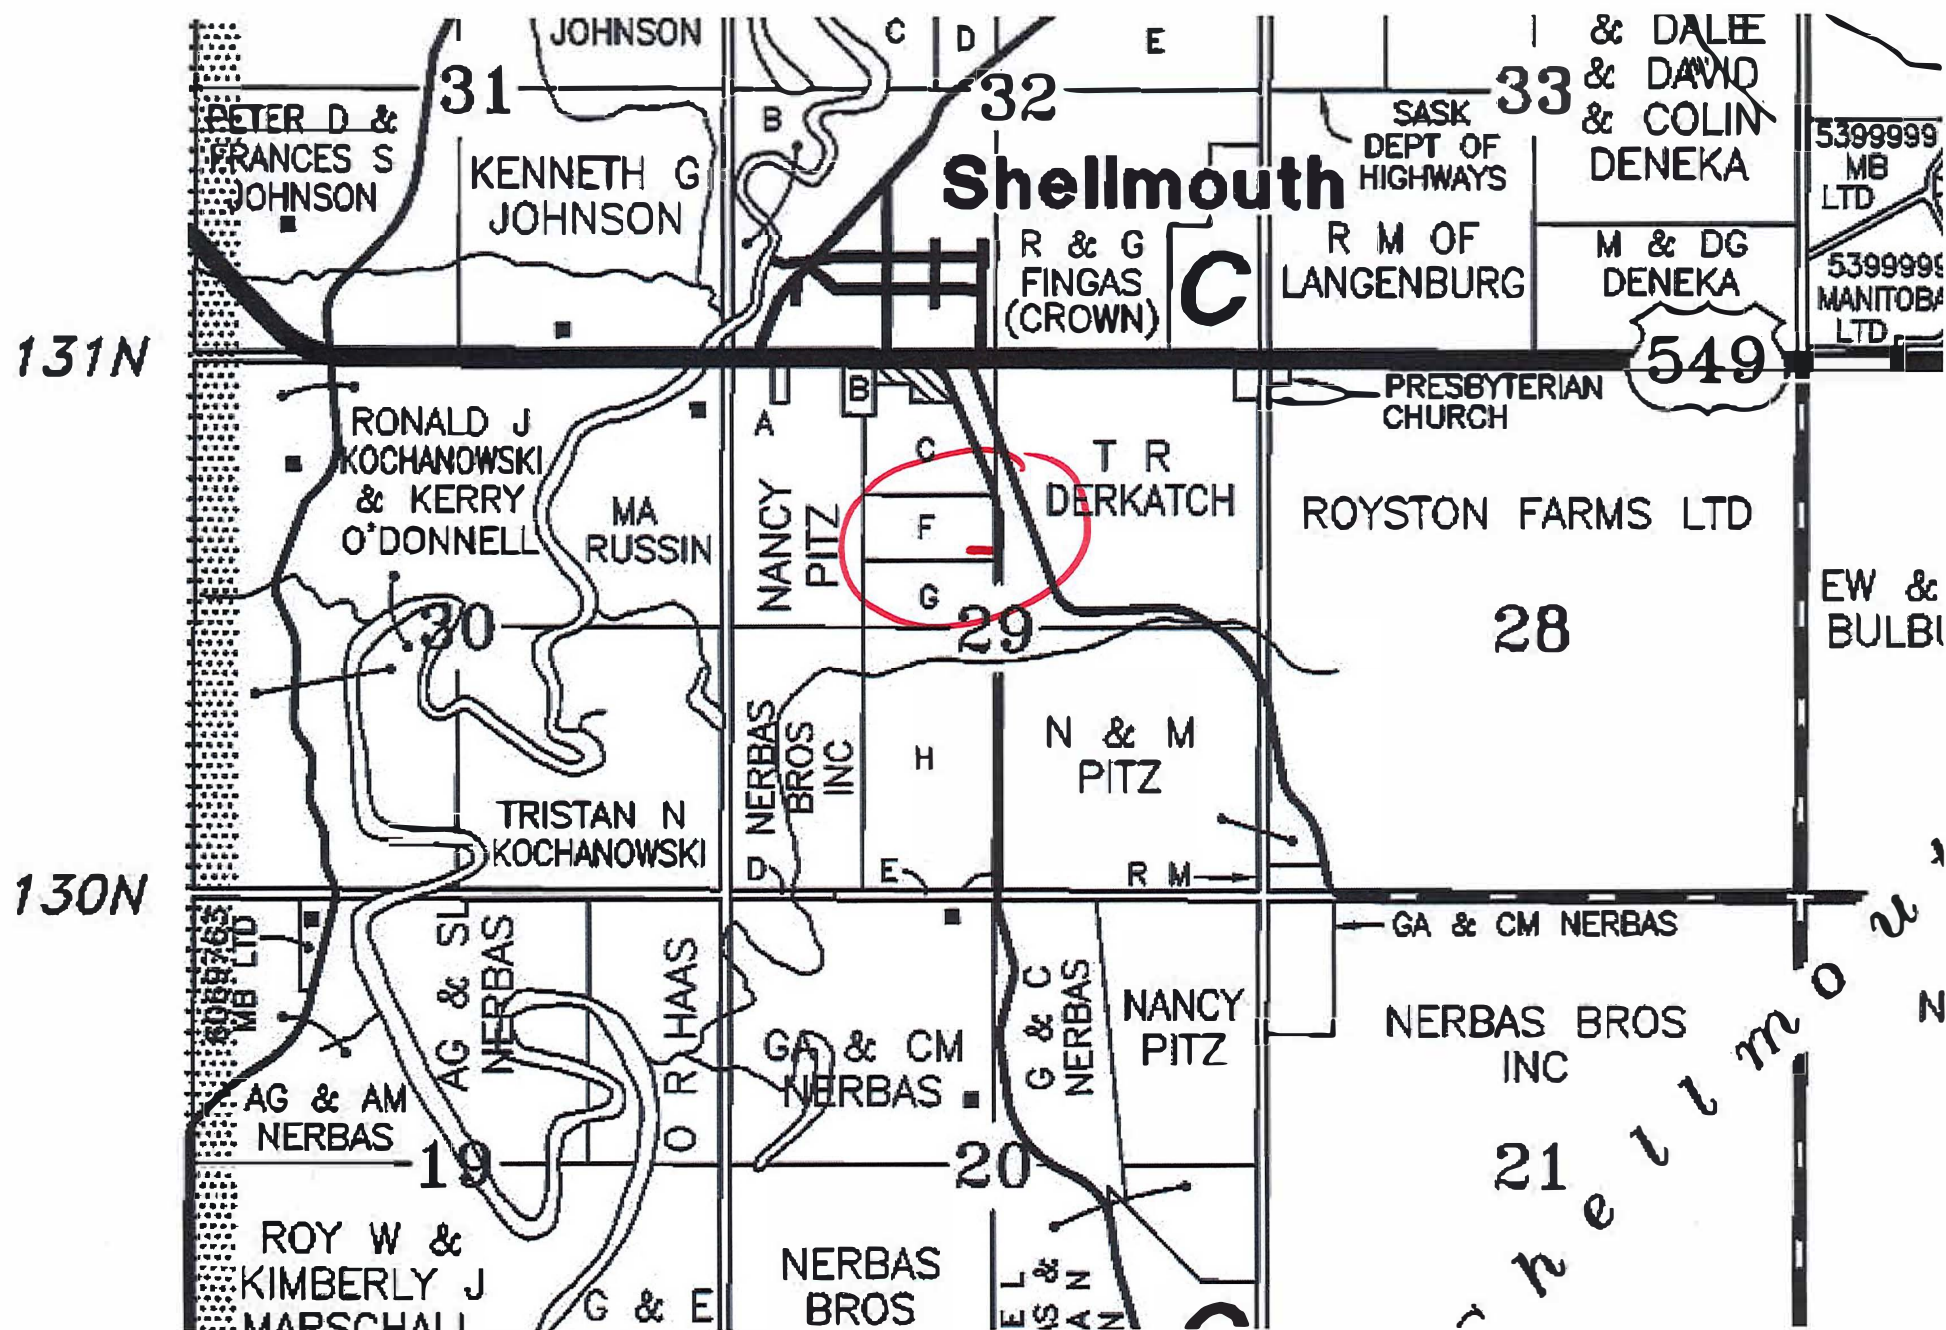 JOHNSON
C
D
E
& DALE
& DAVID
& COLIN
DENEKA
31
32
33
PETER D &
FRANCES S
JOHNSON
KENNETH G
JOHNSON
B
SASK
DEPT OF
HIGHWAYS
5399999
MB
LTD
Shellmouth
R & G
FINGAS
(CROWN)
C
R M OF
LANGENBURG
M & DG
DENEKA
5399999
MANITOBA
LTD
131N
549
B
PRESBYTERIAN
CHURCH
RONALD J
KOCHANOWSKI
& KERRY
O'DONNELL
MA
RUSSIN
A
NANCY
PITZ
C
F
G
T R
DERKATCH
ROYSTON FARMS LTD
EW &
30
29
28
TRISTAN N
KOCHANOWSKI
NERBAS
BROS
INC
H
N & M
PITZ
D
E
R M
130N
GA & CM NERBAS
MB LTD
AG & SL
NERBAS
O R HAAS
GA & CM
NERBAS
G & C
NERBAS
NANCY
PITZ
NERBAS BROS
INC
N
AG & AM
NERBAS
19
20
21
ROY W &
KIMBERLY J
MARSCHALL
G & E
NERBAS
BROS
hellmou